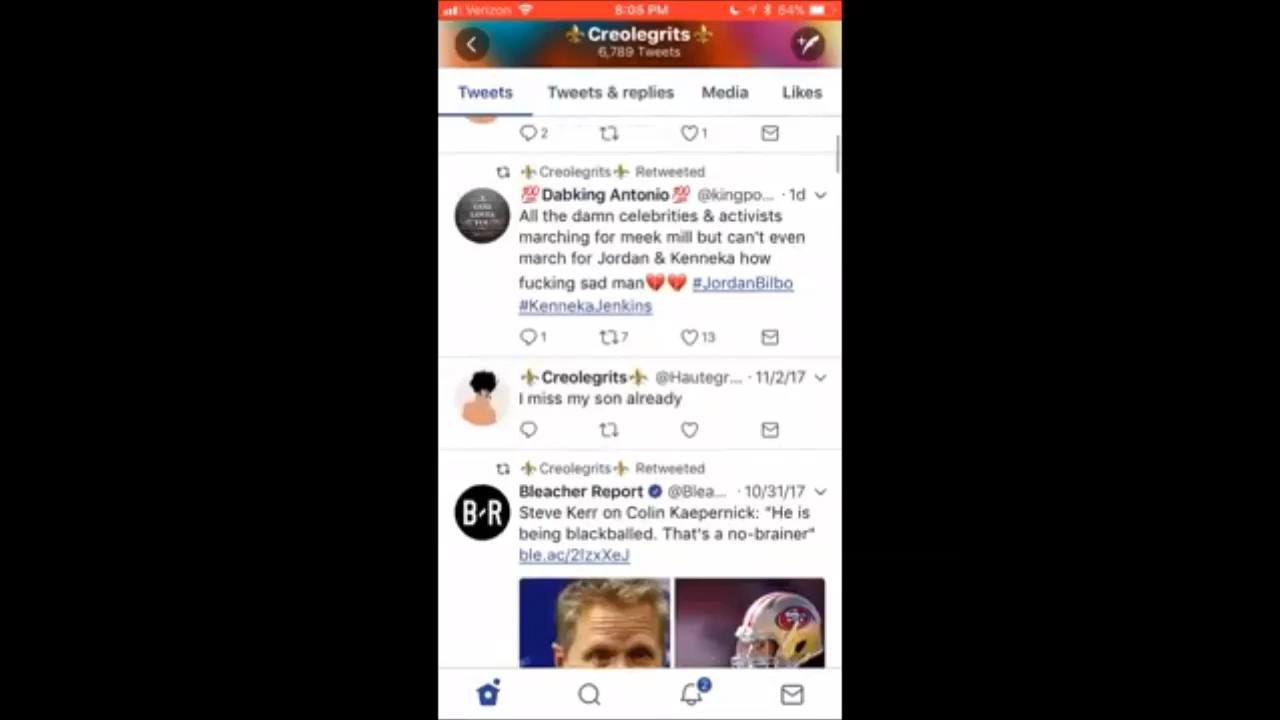 Verizon 8:05 PM 64%
⚜️Creolegrits⚜️
6,789 Tweets
Tweets Tweets & replies Media Likes
2 1
⚜️Creolegrits⚜️ Retweeted
💯Dabking Antonio💯 @kingpo... · 1d
All the damn celebrities & activists
marching for meek mill but can't even
march for Jordan & Kenneka how
fucking sad man💔💔 #JordanBilbo
#KennekaJenkins
1 7 13
⚜️Creolegrits⚜️ @Hautegr... · 11/2/17
I miss my son already
⚜️Creolegrits⚜️ Retweeted
B/R Bleacher Report @Blea... · 10/31/17
Steve Kerr on Colin Kaepernick: "He is
being blackballed. That's a no-brainer"
ble.ac/2IzxXeJ
2